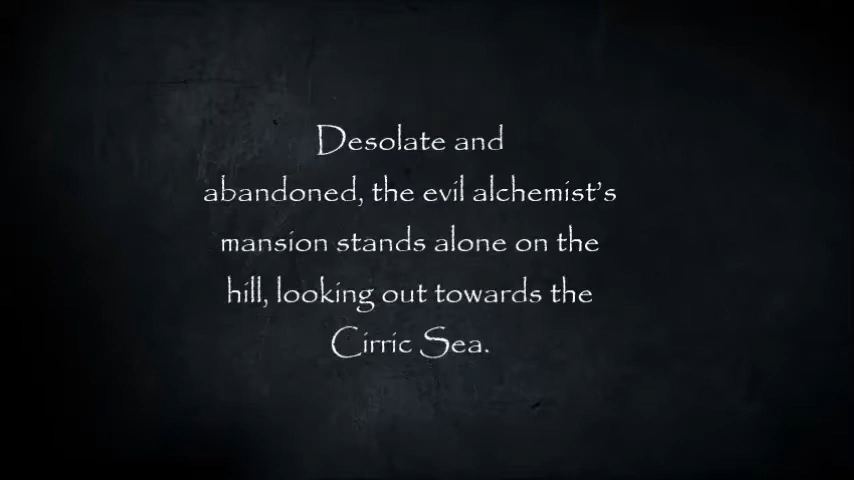 Desolate and
abandoned, the evil alchemist's
mansion stands alone on the
hill, looking out towards the
Cirric Sea.